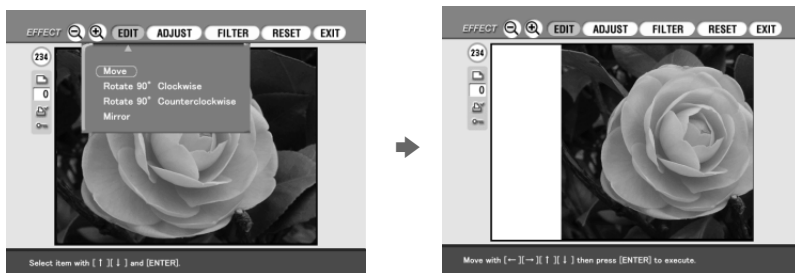 EFFECT EDIT ADJUST FILTER RESET EXIT
234
Move
Rotate 90° Clockwise
0
Rotate 90° Counterclockwise
Mirror
Select item with [ ↑ ][ ↓ ] and [ENTER].
EFFECT EDIT ADJUST FILTER RESET EXIT
234
0
Move with [ ← ][ → ][ ↑ ][ ↓ ] then press [ENTER] to execute.